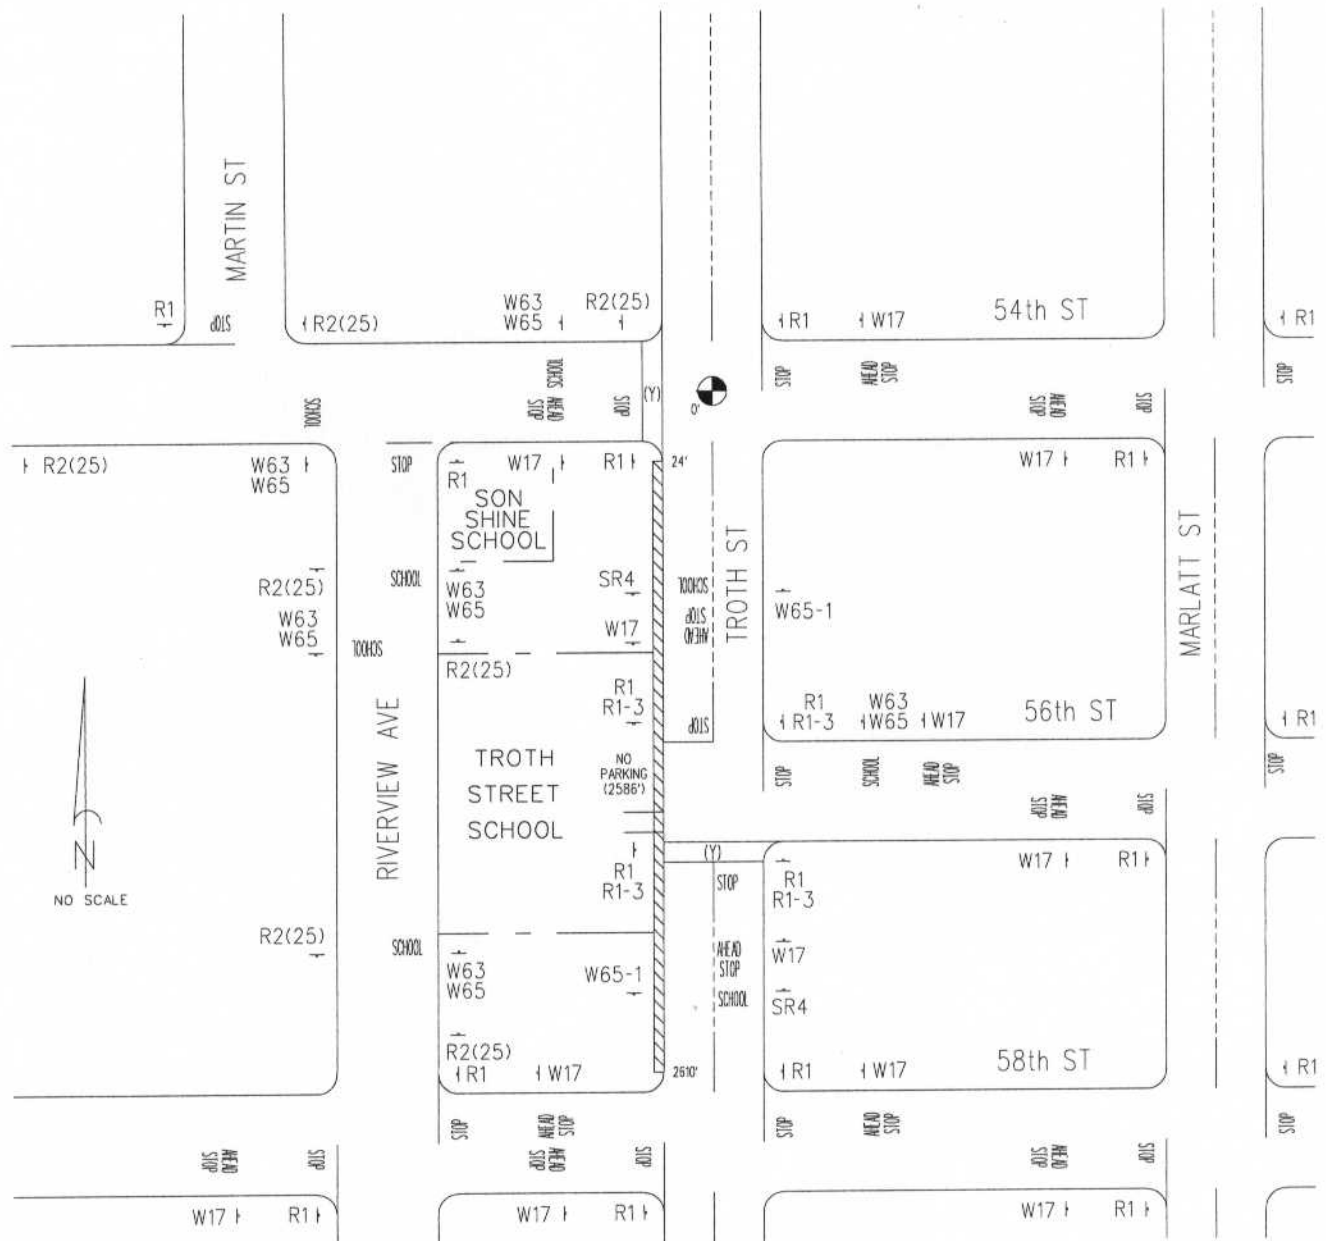 MARTIN ST
R1
STOP
R2(25)
W63
W65
R2(25)
R1
W17
54th ST
R1
SCHOOL
AHEAD
STOP
STOP
(Y)
0'
STOP
AHEAD
STOP
STOP
AHEAD
STOP
STOP
SCHOOL
R2(25)
W63
W65
STOP
R1
W17
R1
24'
W17
R1
SON
SHINE
SCHOOL
R2(25)
SCHOOL
W63
W65
SR4
SCHOOL
STOP
AHEAD
TROTH ST
W65-1
MARLATT ST
W63
W65
SCHOOL
W17
R2(25)
R1
R1-3
STOP
R1
R1-3
W63
W65
W17
56th ST
R1
RIVERVIEW AVE
TROTH
STREET
SCHOOL
NO
PARKING
(2586')
STOP
SCHOOL
AHEAD
STOP
STOP
AHEAD
STOP
STOP
N
NO SCALE
R1
R1-3
(Y)
STOP
R1
R1-3
W17
R1
R2(25)
SCHOOL
W63
W65
W65-1
AHEAD
STOP
SCHOOL
W17
SR4
R2(25)
R1
W17
2610'
R1
W17
58th ST
R1
STOP
AHEAD
STOP
STOP
AHEAD
STOP
STOP
AHEAD
STOP
STOP
STOP
AHEAD
STOP
STOP
AHEAD
STOP
W17
R1
W17
R1
W17
R1